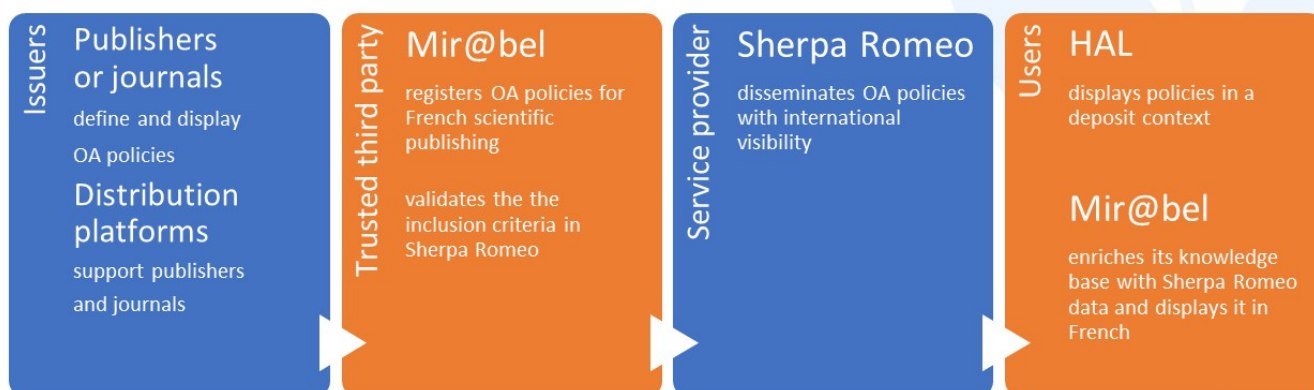 Issuers
Publishers
or journals
define and display
OA policies
Distribution
platforms
support publishers
and journals
Trusted third party
Mir@bel
registers OA policies for
French scientific
publishing
validates the the
inclusion criteria in
Sherpa Romeo
Service provider
Sherpa Romeo
disseminates OA policies
with international
visibility
Users
HAL
displays policies in a
deposit context
Mir@bel
enriches its knowledge
base with Sherpa Romeo
data and displays it in
French